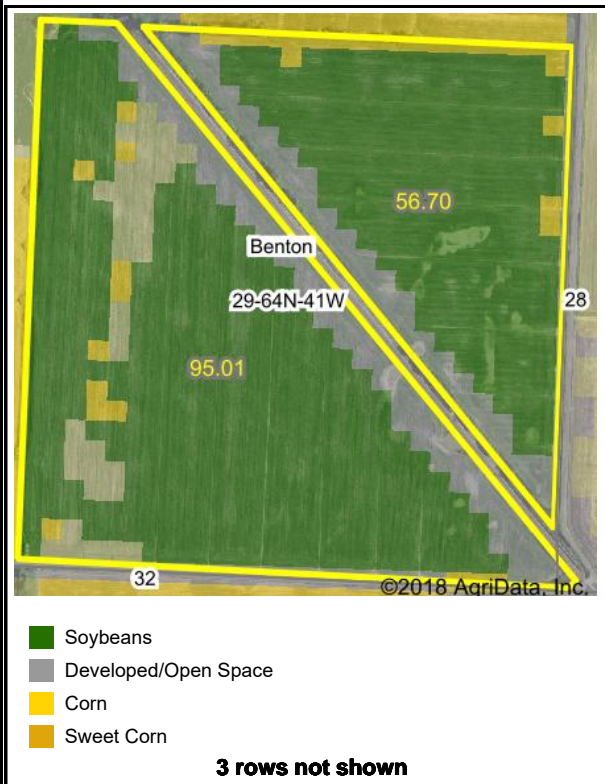 56.70
Benton
29-64N-41W
28
95.01
32
©2018 AgriData, Inc.
Soybeans
Developed/Open Space
Corn
Sweet Corn
3 rows not shown